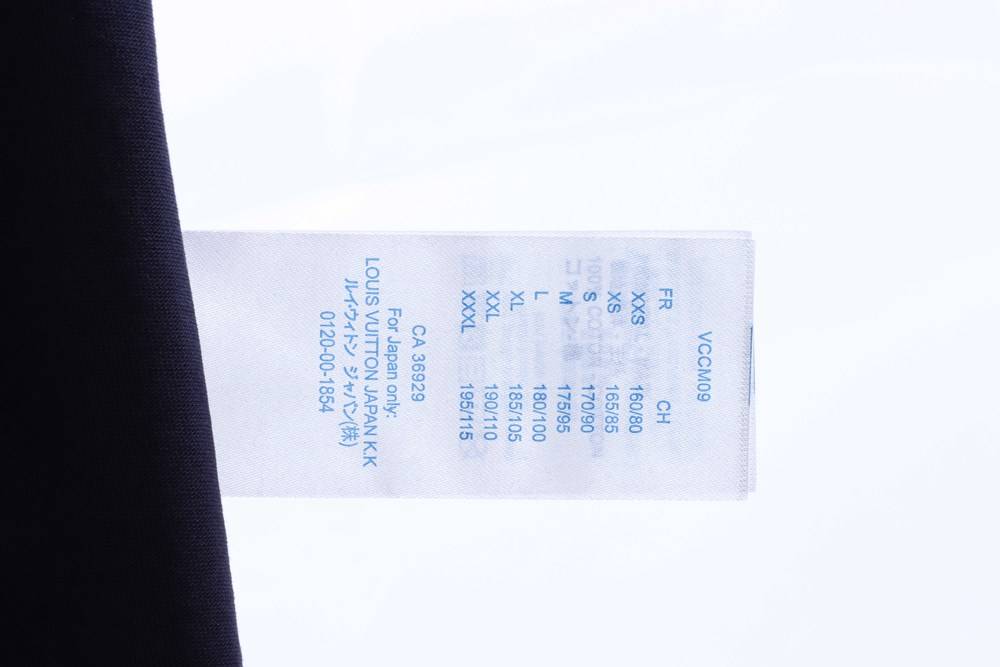 VCCM09
FR CH
XXS 160/80
XS 165/85
S 170/90
M 175/95
L 180/100
XL 185/105
XXL 190/110
XXXL 195/115
CA 36929
For Japan only:
LOUIS VUITTON JAPAN K.K
ルイ・ヴィトン ジャパン(株)
0120-00-1854